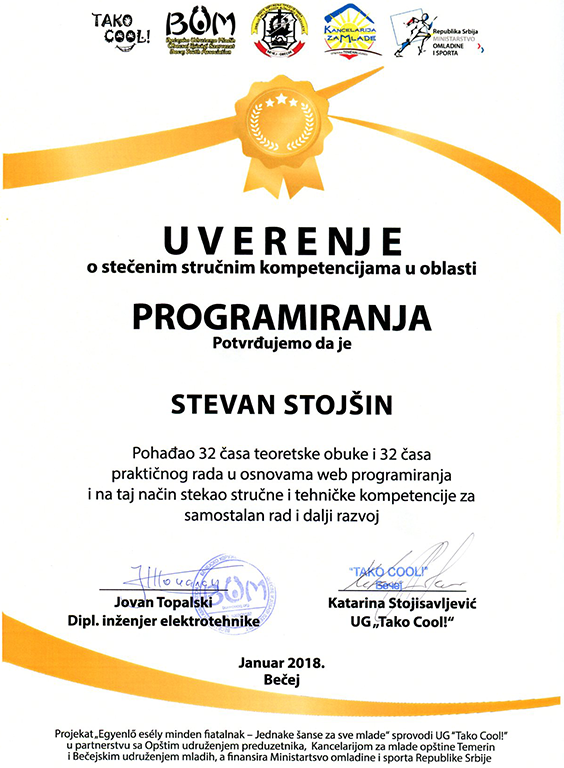 TAKO
COOL!
BUM
Republika Srbija
MINISTARSTVO
OMLADINE
I SPORTA
KANCELARIJA
ZA MLADE
UVERENJE
o stečenim stručnim kompetencijama u oblasti
PROGRAMIRANJA
Potvrđujemo da je
STEVAN STOJŠIN
Pohađao 32 časa teoretske obuke i 32 časa
praktičnog rada u osnovama web programiranja
i na taj način stekao stručne i tehničke kompetencije za
samostalan rad i dalji razvoj
BUM
"TAKO COOL!"
Bečej
Jovan Topalski
Dipl. inženjer elektrotehnike
Katarina Stojisavljević
UG „Tako Cool!“
Januar 2018.
Bečej
Projekat „Egyenlő esély minden fiatalnak – Jednake šanse za sve mlade“ sprovodi UG “Tako Cool!”
u partnerstvu sa Opštim udruženjem preduzetnika, Kancelarijom za mlade opštine Temerin
i Bečejskim udruženjem mladih, a finansira Ministartsvo omladine i sporta Republike Srbije